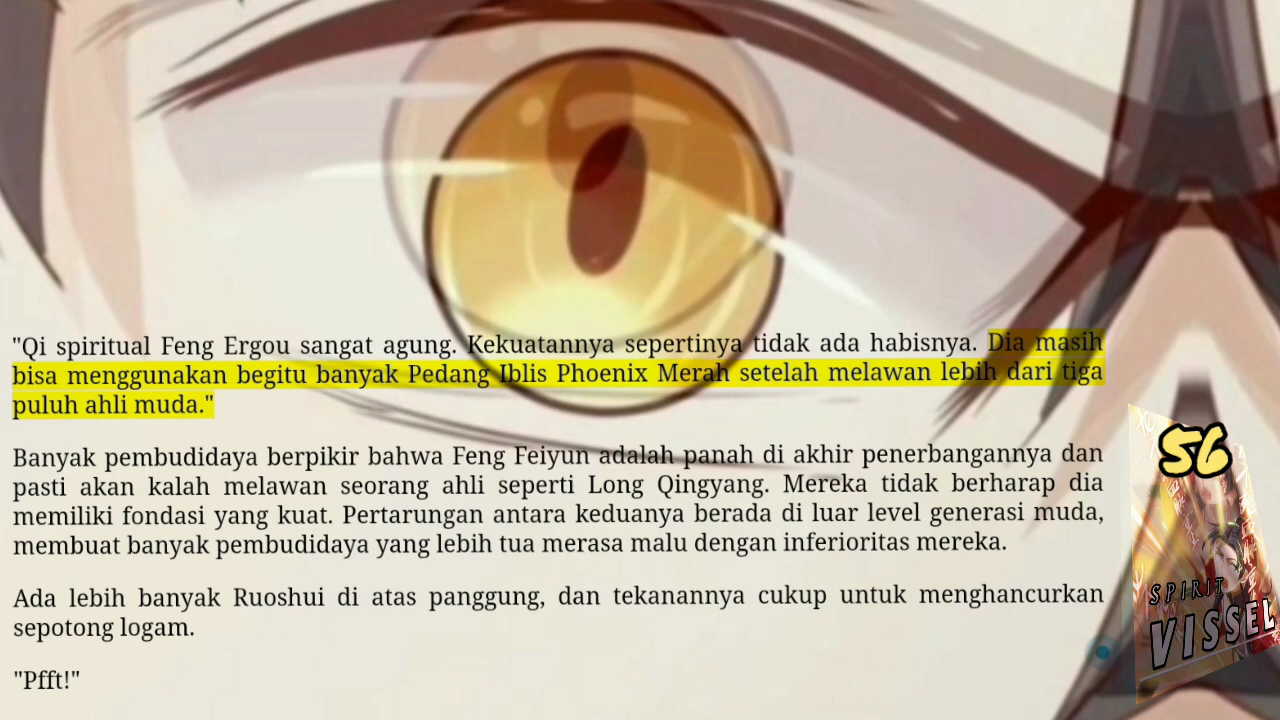 "Qi spiritual Feng Ergou sangat agung. Kekuatannya sepertinya tidak ada habisnya. Dia masih
bisa menggunakan begitu banyak Pedang Iblis Phoenix Merah setelah melawan lebih dari tiga
puluh ahli muda."
Banyak pembudidaya berpikir bahwa Feng Feiyun adalah panah di akhir penerbangannya dan
pasti akan kalah melawan seorang ahli seperti Long Qingyang. Mereka tidak berharap dia
memiliki fondasi yang kuat. Pertarungan antara keduanya berada di luar level generasi muda,
membuat banyak pembudidaya yang lebih tua merasa malu dengan inferioritas mereka.
Ada lebih banyak Ruoshui di atas panggung, dan tekanannya cukup untuk menghancurkan
sepotong logam.
"Pfft!"
56
SPIRIT
VISSEL